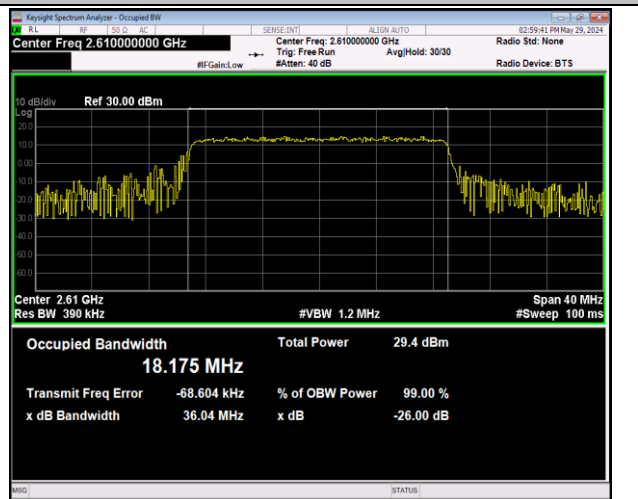 Keysight Spectrum Analyzer - Occupied BW
RL RF 50 Ω AC SENSE:INT ALIGN AUTO 02:59:41 PM May 29, 2024
Center Freq 2.610000000 GHz Center Freq: 2.610000000 GHz Radio Std: None
Trig: Free Run Avg|Hold: 30/30
#IFGain:Low #Atten: 40 dB Radio Device: BTS
10 dB/div Ref 30.00 dBm
Log
20.0
10.0
0.00
-10.0
-20.0
-30.0
-40.0
-50.0
-60.0
Center 2.61 GHz Span 40 MHz
Res BW 390 kHz #VBW 1.2 MHz #Sweep 100 ms
Occupied Bandwidth Total Power 29.4 dBm
18.175 MHz
Transmit Freq Error -68.604 kHz % of OBW Power 99.00 %
x dB Bandwidth 36.04 MHz x dB -26.00 dB
MSG STATUS